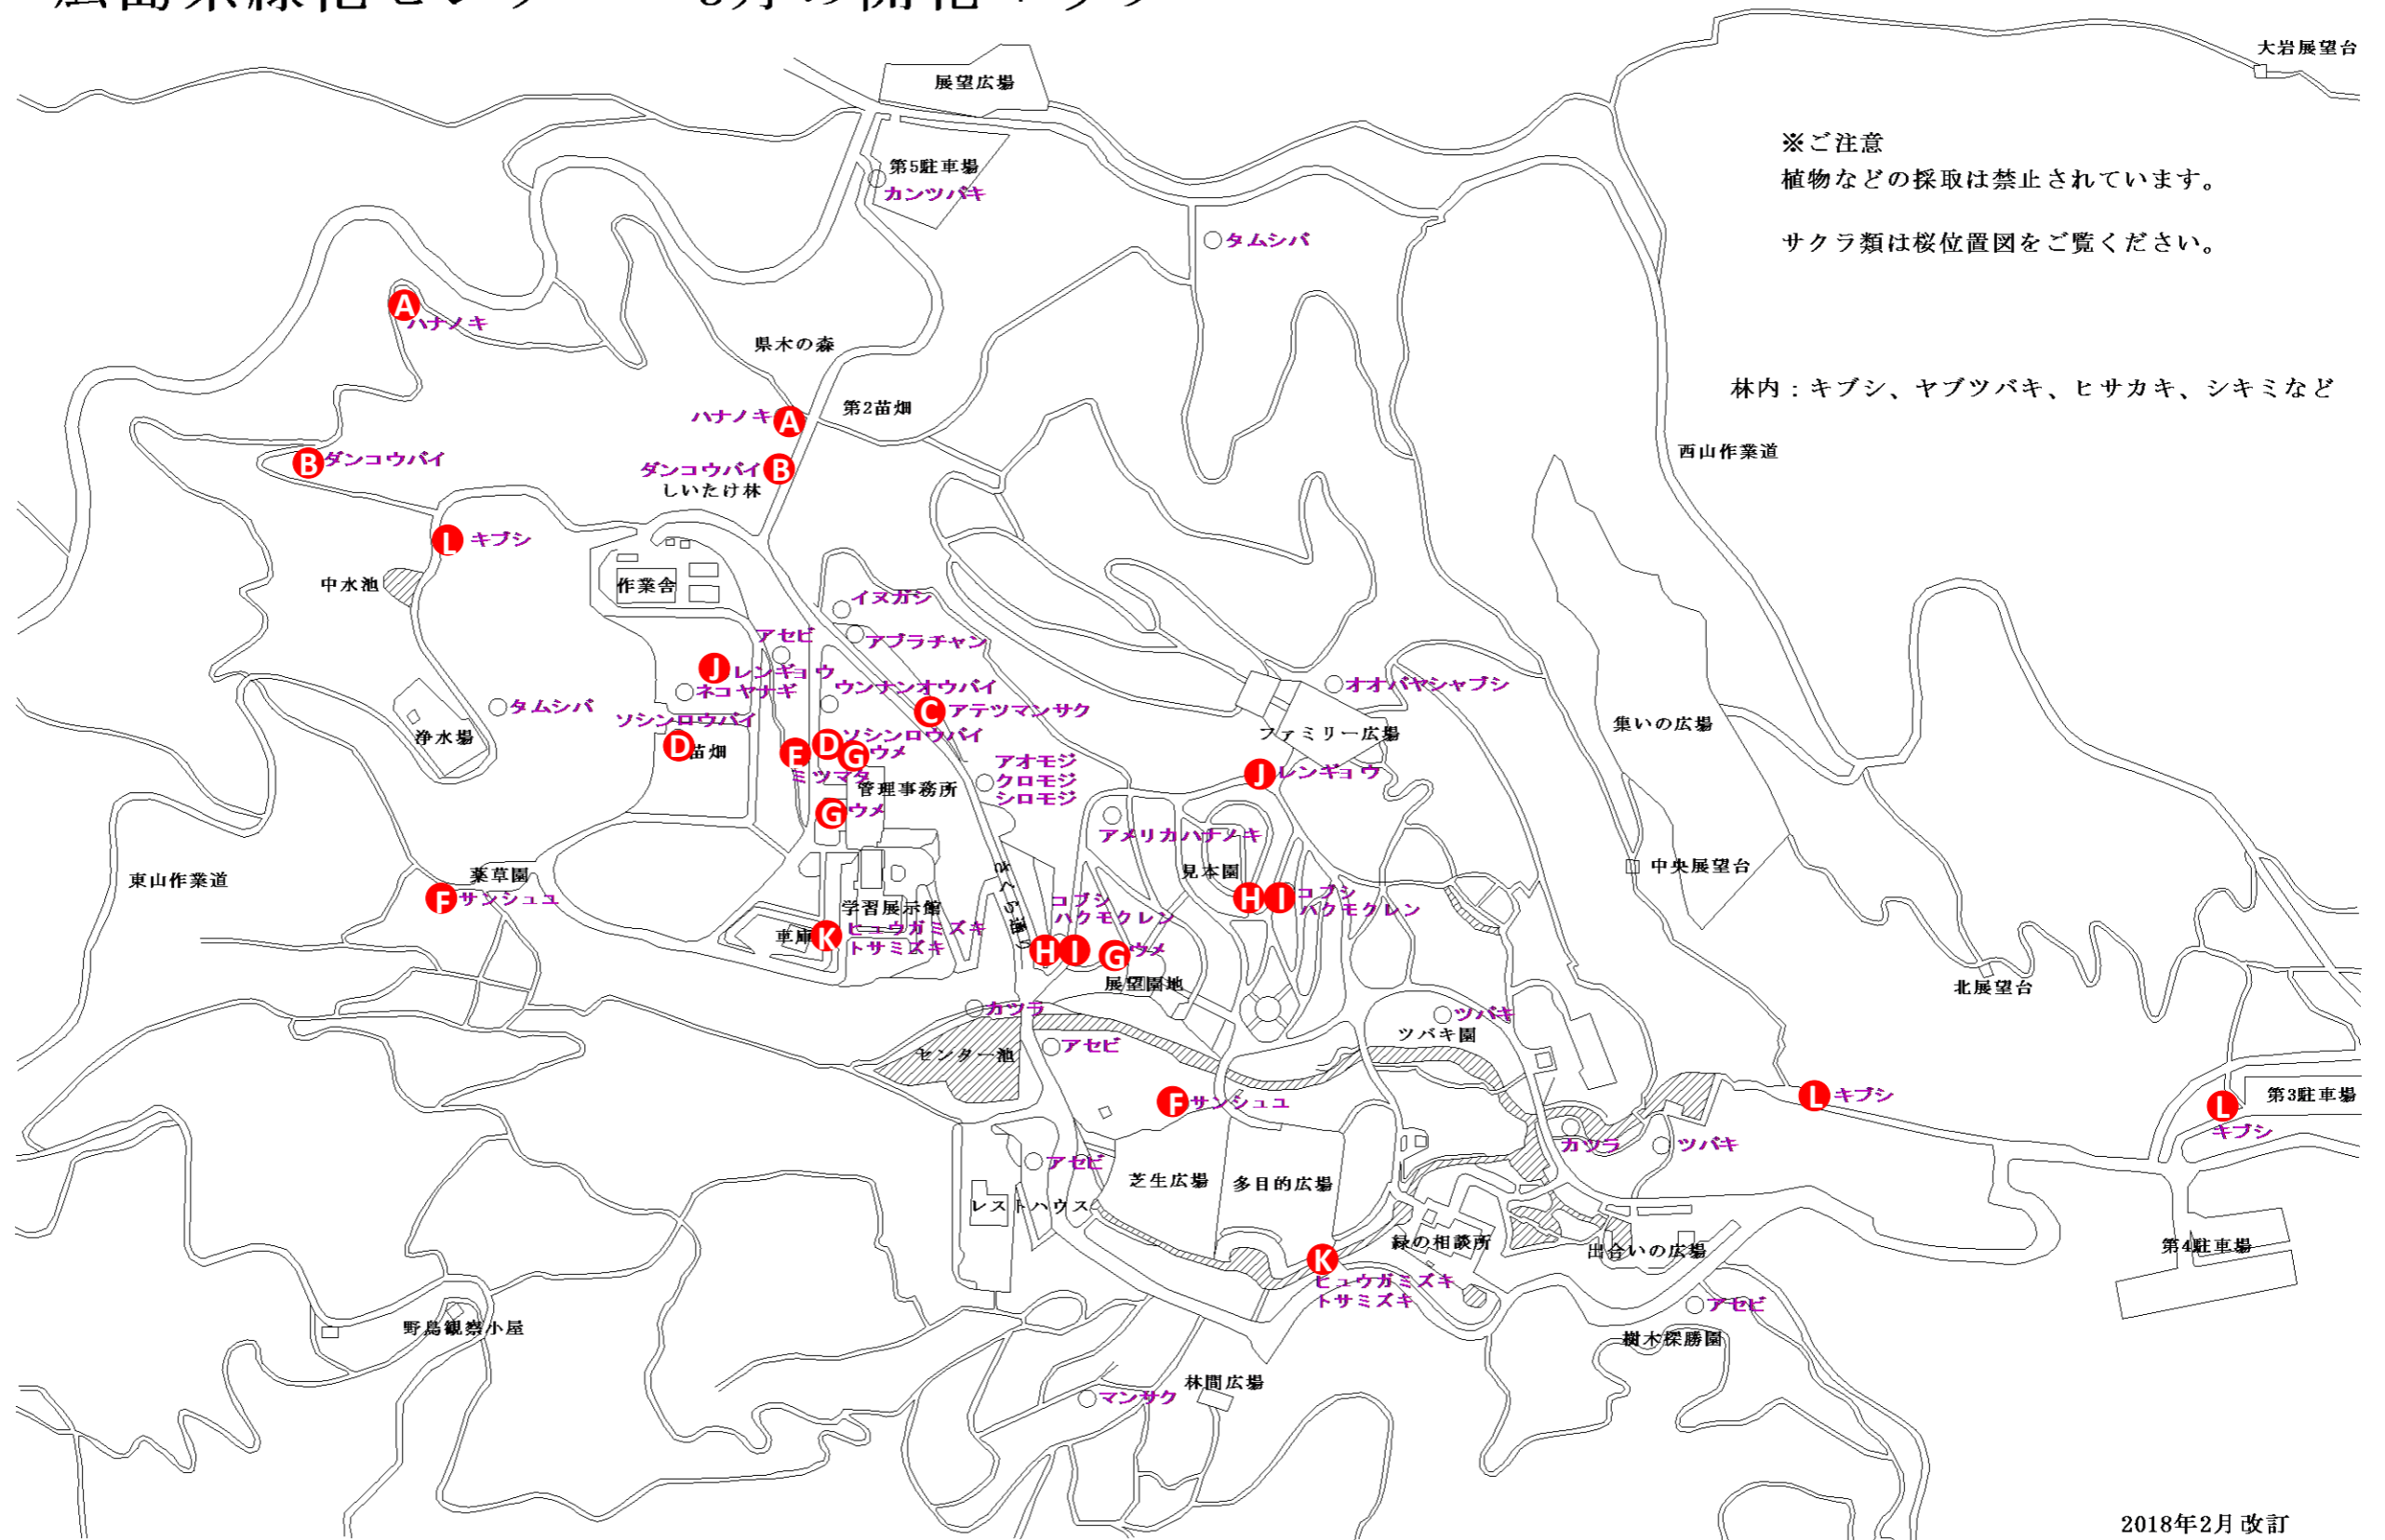 大岩展望台
展望広場
※ご注意
植物などの採取は禁止されています。
サクラ類は桜位置図をご覧ください。
第5駐車場
カンツバキ
タムシバ
A
ハナノキ
県木の森
林内：キブシ、ヤブツバキ、ヒサカキ、シキミなど
ハナノキ A
第2苗畑
西山作業道
B ダンコウバイ
ダンコウバイ B
しいたけ林
L キブシ
中水池
作業舎
イヌガシ
アセビ
アブラチャン
J レンギョウ
ネコヤナギ
ウンナンオウバイ
オオバヤシャブシ
タムシバ
ソシンロウバイ
C アテツマンサク
集いの広場
浄水場
D 苗畑
D ソシンロウバイ
ファミリー広場
E
G ウメ
ミツマタ
アオモジ
クロモジ
シロモジ
J レンギョウ
管理事務所
G ウメ
アメリカハナノキ
中央展望台
東山作業道
薬草園
見本園
さくら通り
F サンシュユ
H I コブシ
ハクモクレン
学習展示館
コブシ
ハクモクレン
車庫 K ヒュウガミズキ
トサミズキ
H I G ウメ
展望園地
北展望台
カツラ
ツバキ
ツバキ園
センター池
アセビ
F サンシュユ
L キブシ
第3駐車場
L
キブシ
カツラ
ツバキ
アセビ
芝生広場
多目的広場
レストハウス
緑の相談所
出合いの広場
第4駐車場
K
ヒュウガミズキ
トサミズキ
アセビ
野鳥観察小屋
樹木探勝園
林間広場
マンサク
2018年2月改訂